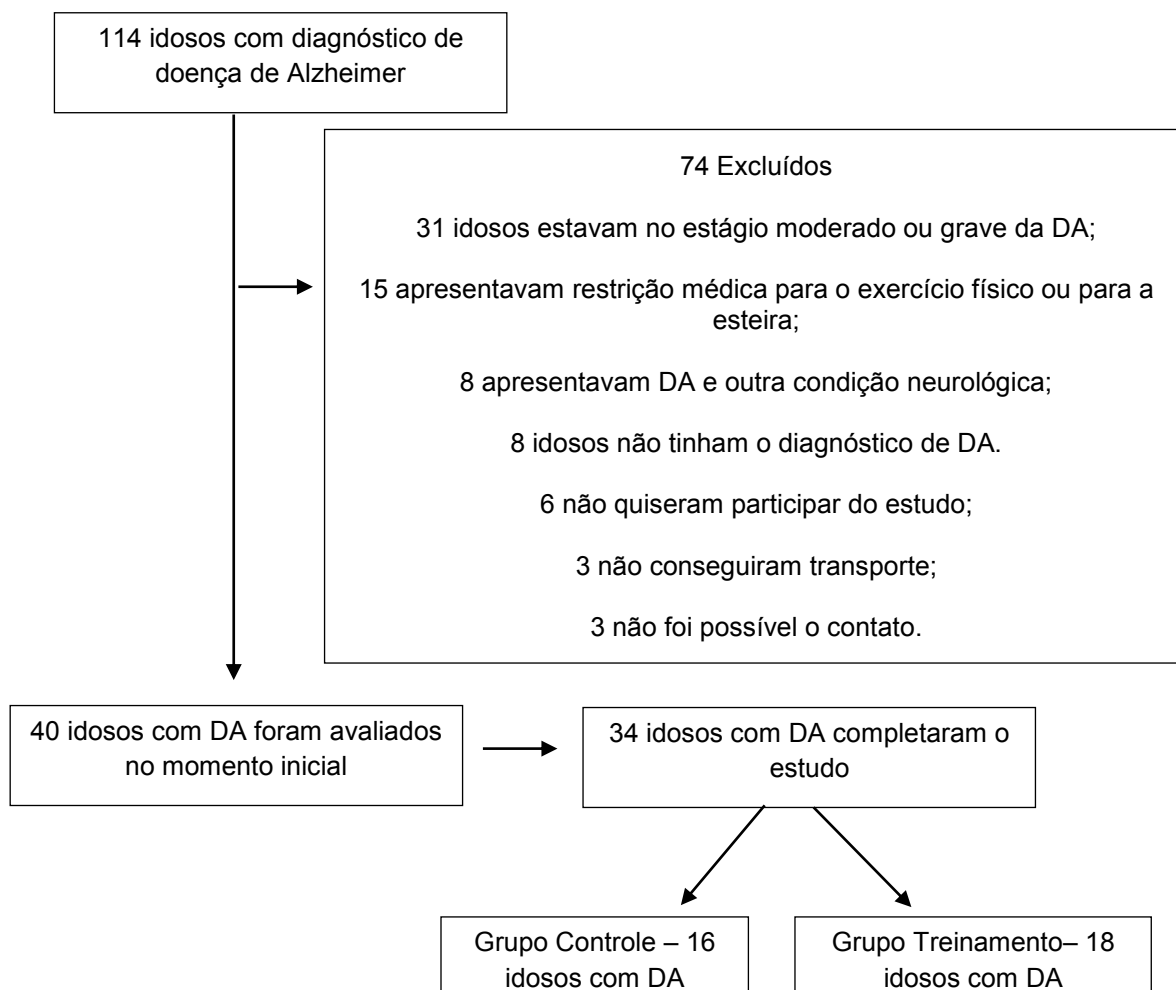 114 idosos com diagnóstico de
doença de Alzheimer
74 Excluídos
31 idosos estavam no estágio moderado ou grave da DA;
15 apresentavam restrição médica para o exercício físico ou para a
esteira;
8 apresentavam DA e outra condição neurológica;
8 idosos não tinham o diagnóstico de DA.
6 não quiseram participar do estudo;
3 não conseguiram transporte;
3 não foi possível o contato.
40 idosos com DA foram avaliados
no momento inicial
34 idosos com DA completaram o
estudo
Grupo Controle – 16
idosos com DA
Grupo Treinamento– 18
idosos com DA